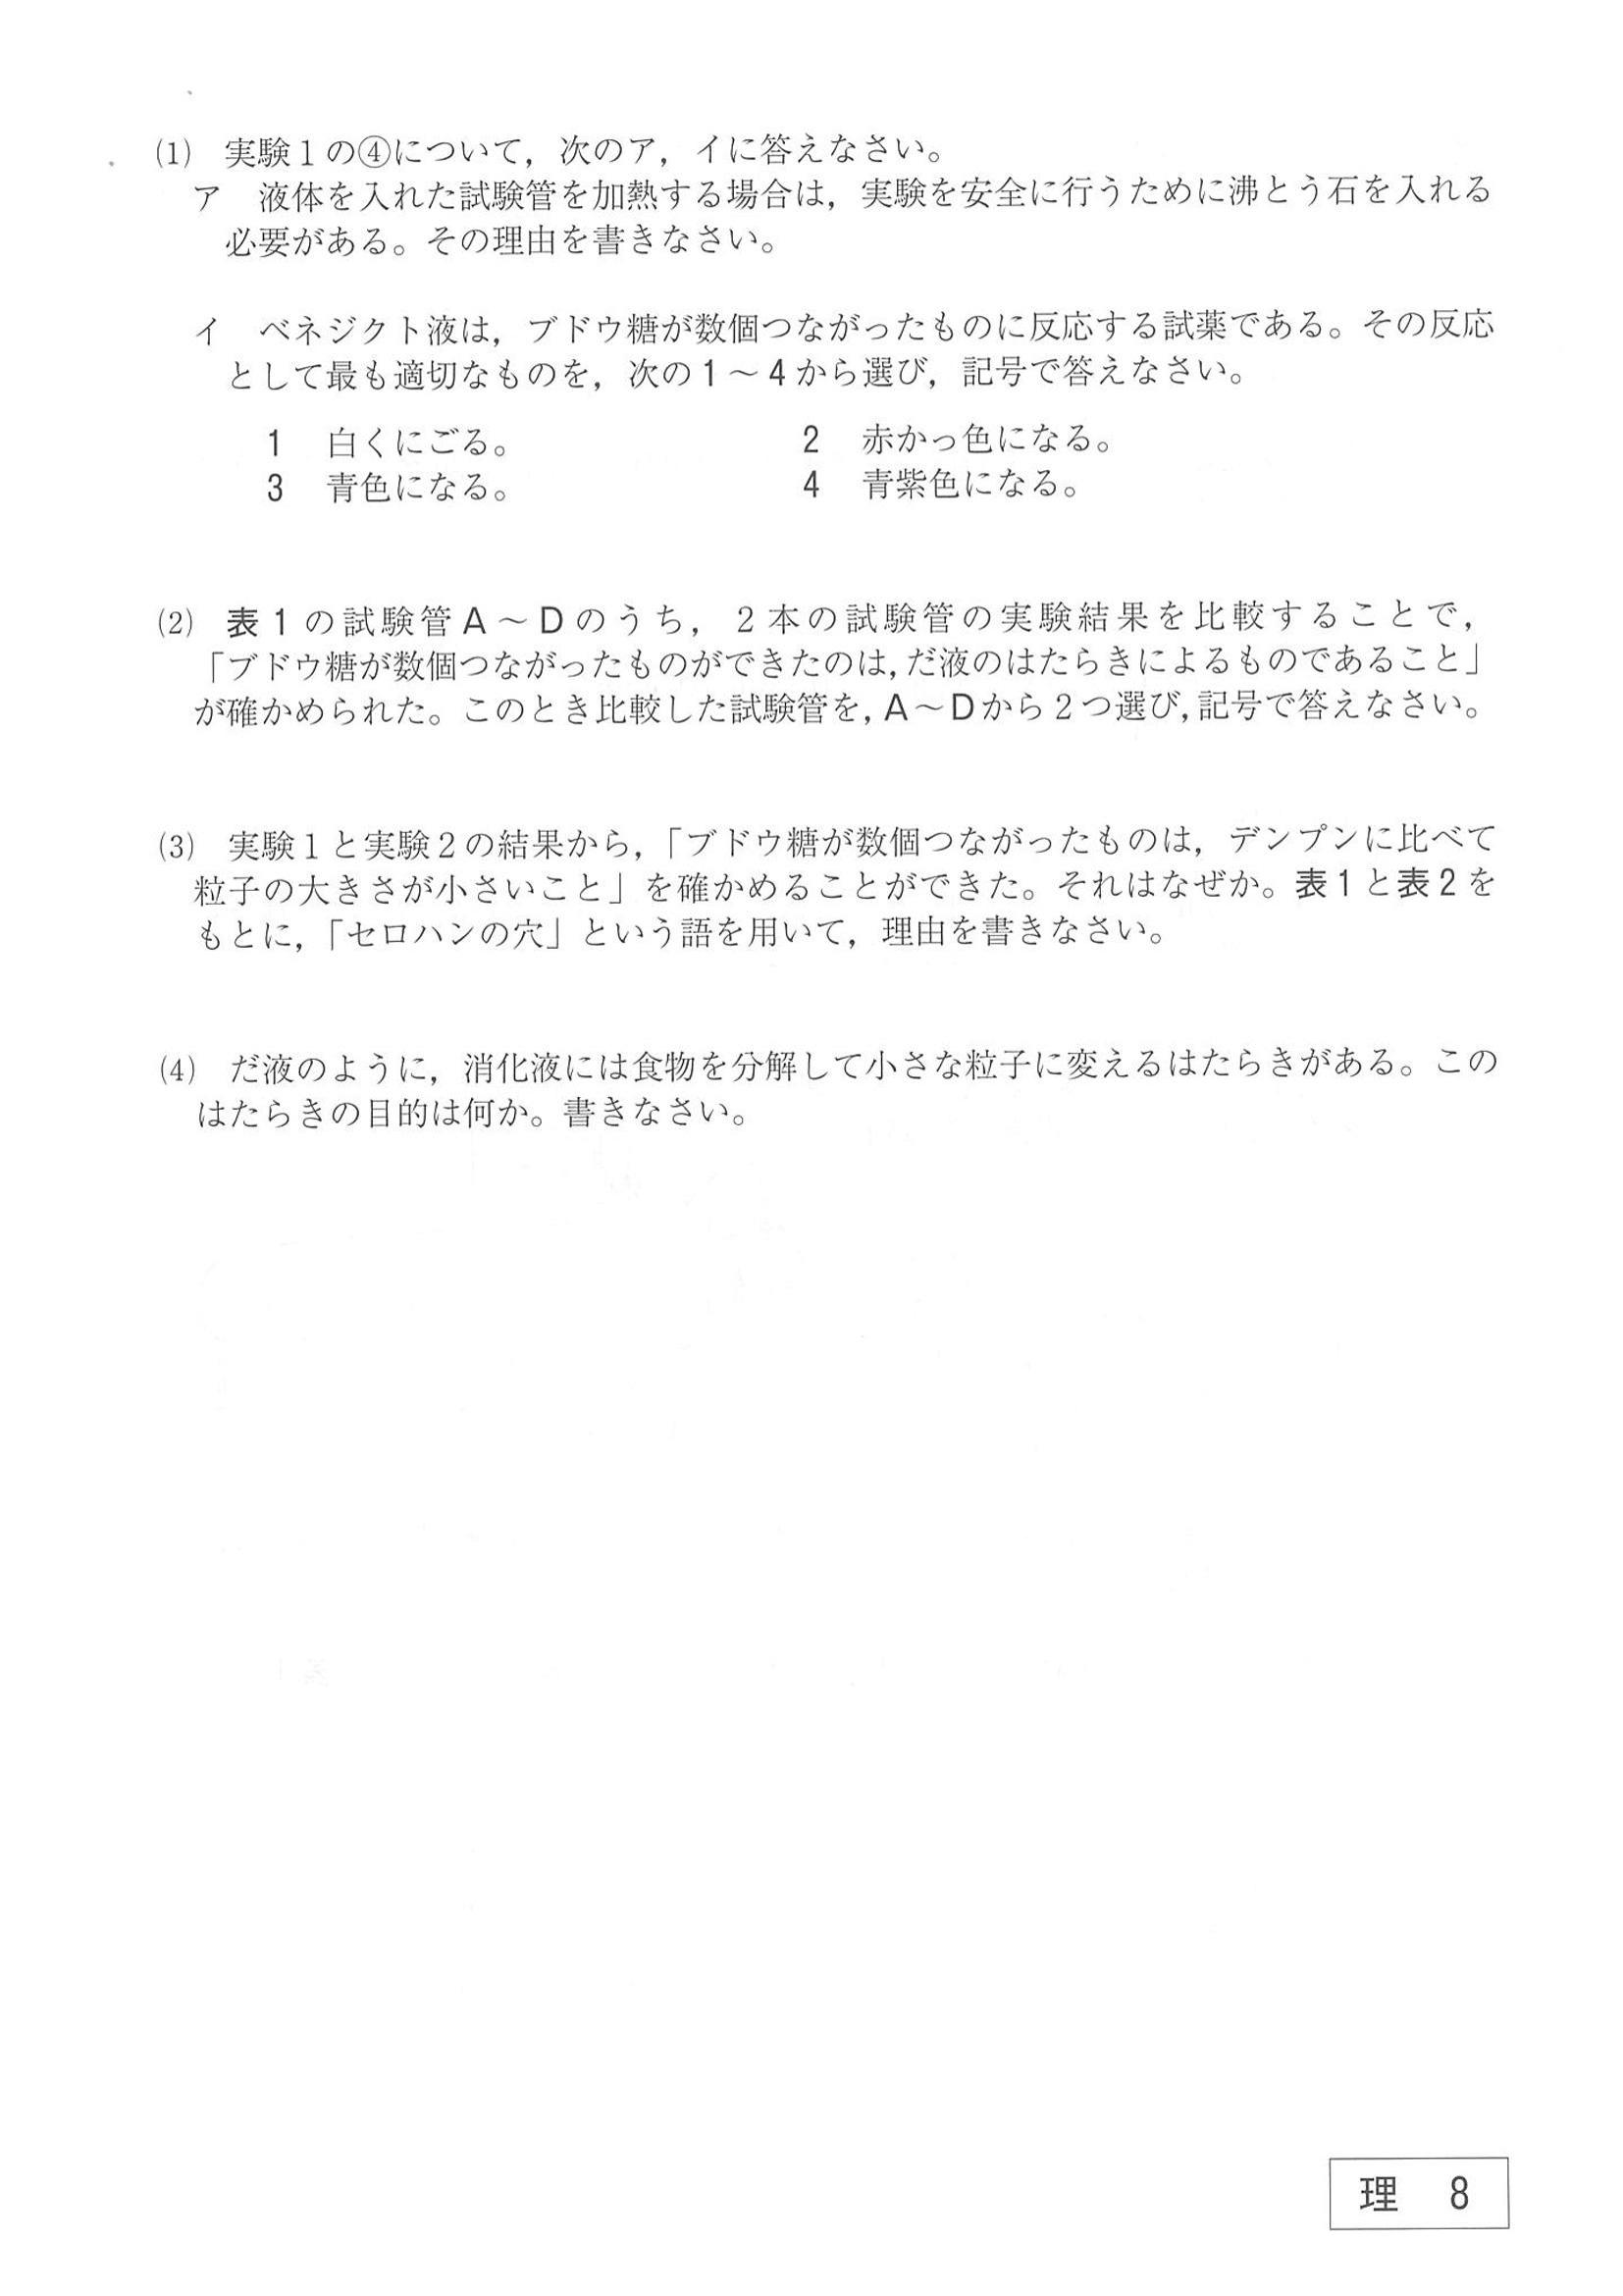 (1) 実験1の④について，次のア，イに答えなさい。
ア 液体を入れた試験管を加熱する場合は，実験を安全に行うために沸とう石を入れる
必要がある。その理由を書きなさい。
イ ベネジクト液は，ブドウ糖が数個つながったものに反応する試薬である。その反応
として最も適切なものを，次の1～4から選び，記号で答えなさい。
1 白くにごる。 2 赤かっ色になる。
3 青色になる。 4 青紫色になる。
(2) 表1の試験管A～Dのうち，2本の試験管の実験結果を比較することで，
「ブドウ糖が数個つながったものができたのは，だ液のはたらきによるものであること」
が確かめられた。このとき比較した試験管を，A～Dから2つ選び，記号で答えなさい。
(3) 実験1と実験2の結果から，「ブドウ糖が数個つながったものは，デンプンに比べて
粒子の大きさが小さいこと」を確かめることができた。それはなぜか。表1と表2を
もとに，「セロハンの穴」という語を用いて，理由を書きなさい。
(4) だ液のように，消化液には食物を分解して小さな粒子に変えるはたらきがある。この
はたらきの目的は何か。書きなさい。
理 8